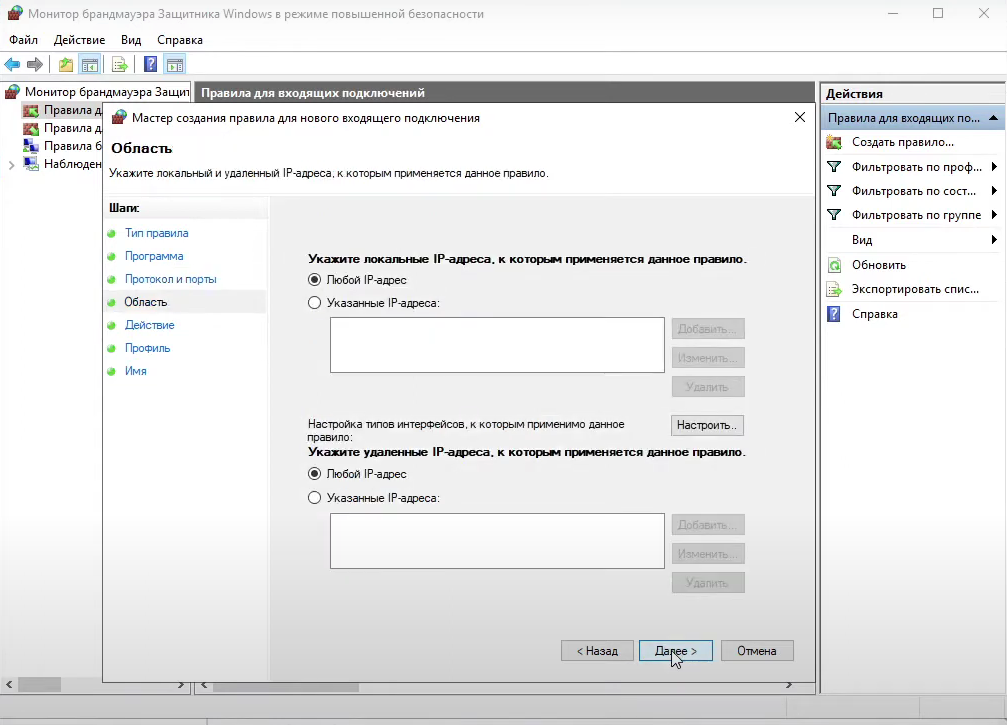 Монитор брандмауэра Защитника Windows в режиме повышенной безопасности
Файл Действие Вид Справка
Монитор брандмауэра Защит
Правила д
Правила д
Правила б
Наблюден
Правила для входящих подключений
Мастер создания правила для нового входящего подключения
Область
Укажите локальный и удаленный IP-адреса, к которым применяется данное правило.
Шаги:
Тип правила
Программа
Протокол и порты
Область
Действие
Профиль
Имя
Укажите локальные IP-адреса, к которым применяется данное правило.
Любой IP-адрес
Указанные IP-адреса:
Добавить...
Изменить...
Удалить
Настройка типов интерфейсов, к которым применимо данное
правило:
Настроить..
Укажите удаленные IP-адреса, к которым применяется данное правило.
Любой IP-адрес
Указанные IP-адреса:
Добавить...
Изменить...
Удалить
< Назад
Далее >
Отмена
Действия
Правила для входящих по...
Создать правило...
Фильтровать по проф...
Фильтровать по сост...
Фильтровать по группе
Вид
Обновить
Экспортировать спис...
Справка